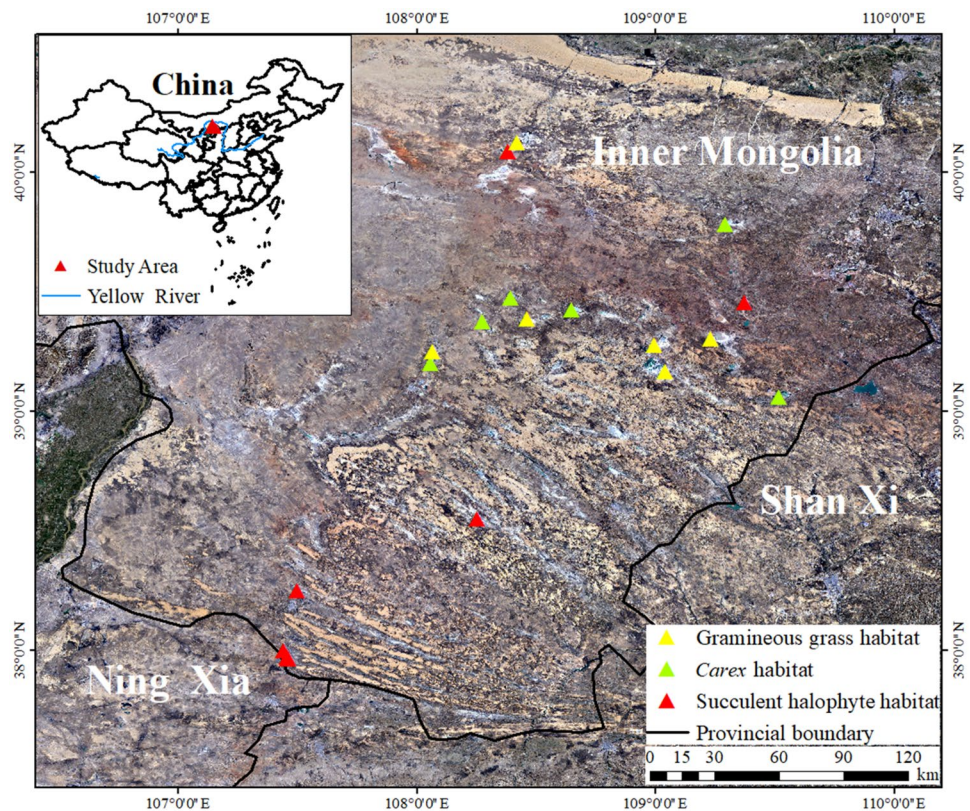 107°0'0"E 108°0'0"E 109°0'0"E 110°0'0"E
China
Study Area
Yellow River
Inner Mongolia
40°0'0"N
40°0'0"N
39°0'0"N
39°0'0"N
Shan Xi
38°0'0"N
38°0'0"N
Ning Xia
Gramineous grass habitat
Carex habitat
Succulent halophyte habitat
Provincial boundary
0 15 30 60 90 120
km
107°0'0"E 108°0'0"E 109°0'0"E 110°0'0"E